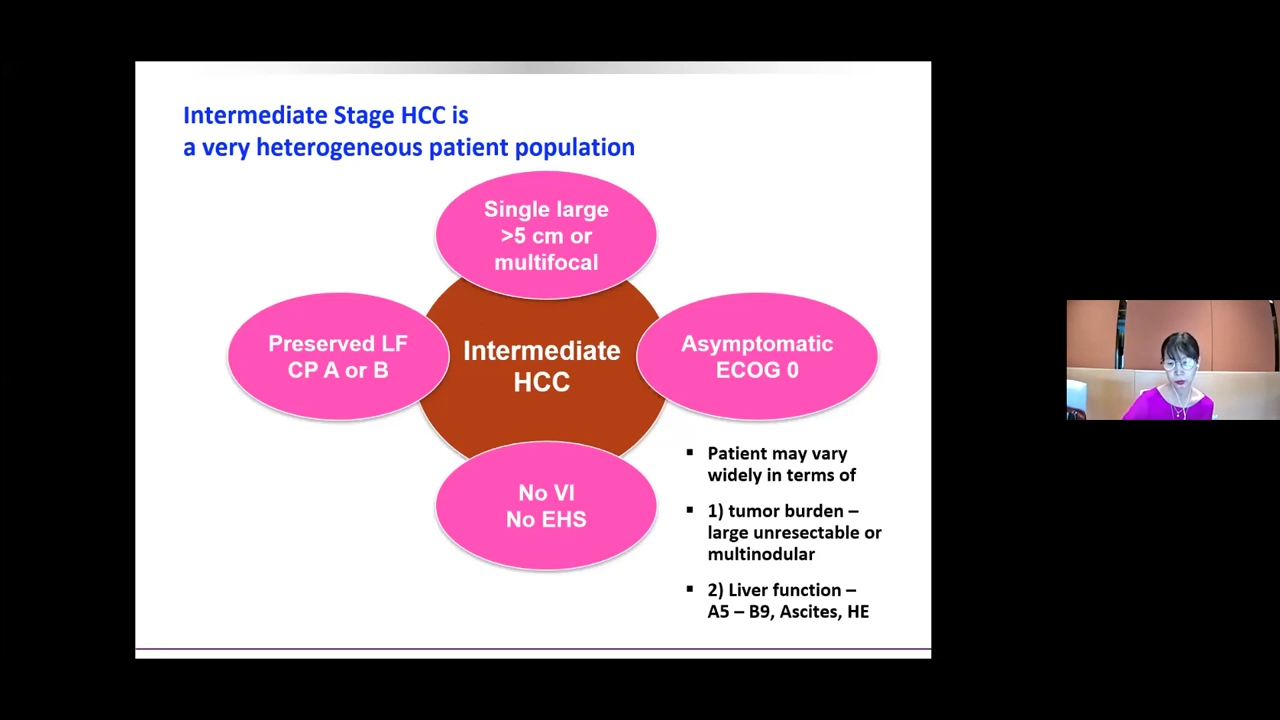 Intermediate Stage HCC is
a very heterogeneous patient population
Single large
>5 cm or
multifocal
Preserved LF
CP A or B
Intermediate
HCC
Asymptomatic
ECOG 0
No VI
No EHS
▪ Patient may vary
widely in terms of
▪ 1) tumor burden –
large unresectable or
multinodular
▪ 2) Liver function –
A5 – B9, Ascites, HE